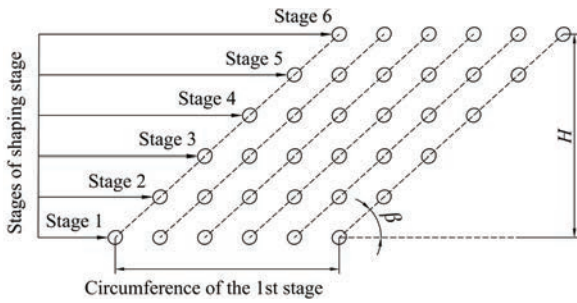 Stage 6
Stage 5
Stage 4
Stage 3
Stage 2
Stage 1
Stages of shaping stage
H
β
Circumference of the 1st stage